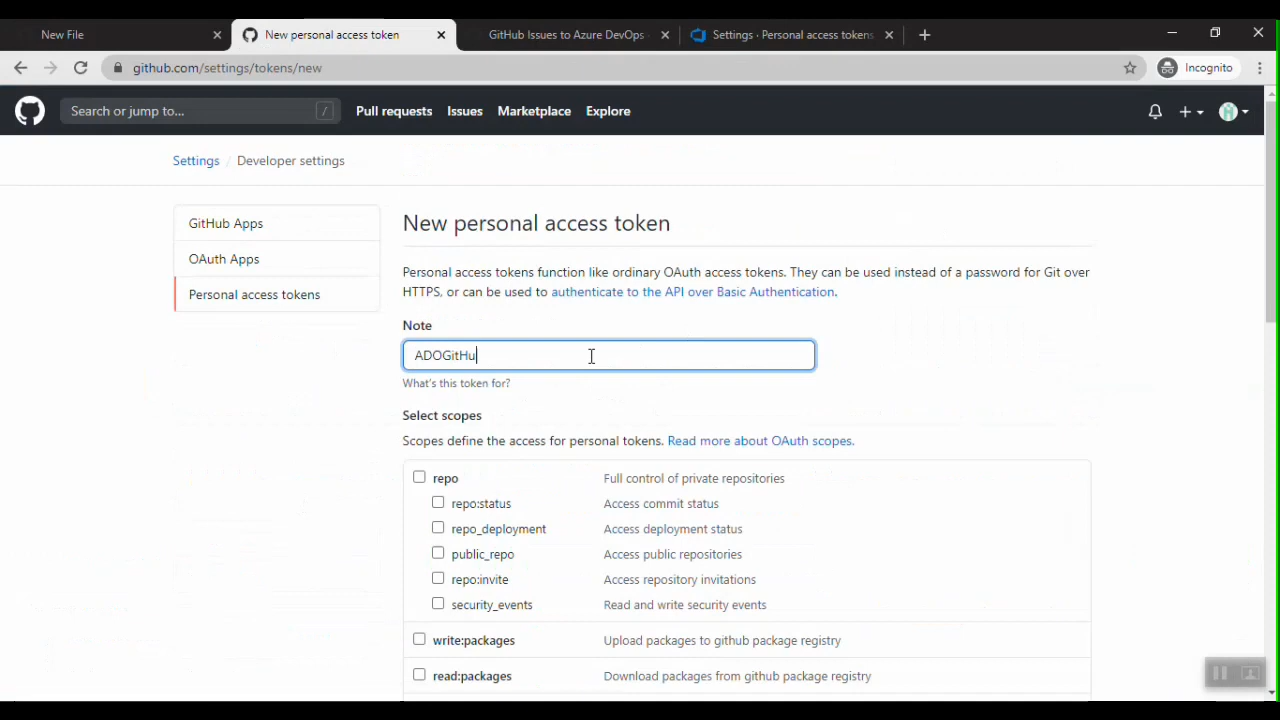 New File
New personal access token
GitHub Issues to Azure DevOps
Settings · Personal access tokens
github.com/settings/tokens/new
Incognito
Search or jump to... /
Pull requests Issues Marketplace Explore
Settings / Developer settings
GitHub Apps
OAuth Apps
Personal access tokens
New personal access token
Personal access tokens function like ordinary OAuth access tokens. They can be used instead of a password for Git over
HTTPS, or can be used to authenticate to the API over Basic Authentication.
Note
ADOGitHu
What's this token for?
Select scopes
Scopes define the access for personal tokens. Read more about OAuth scopes.
repo Full control of private repositories
repo:status Access commit status
repo_deployment Access deployment status
public_repo Access public repositories
repo:invite Access repository invitations
security_events Read and write security events
write:packages Upload packages to github package registry
read:packages Download packages from github package registry